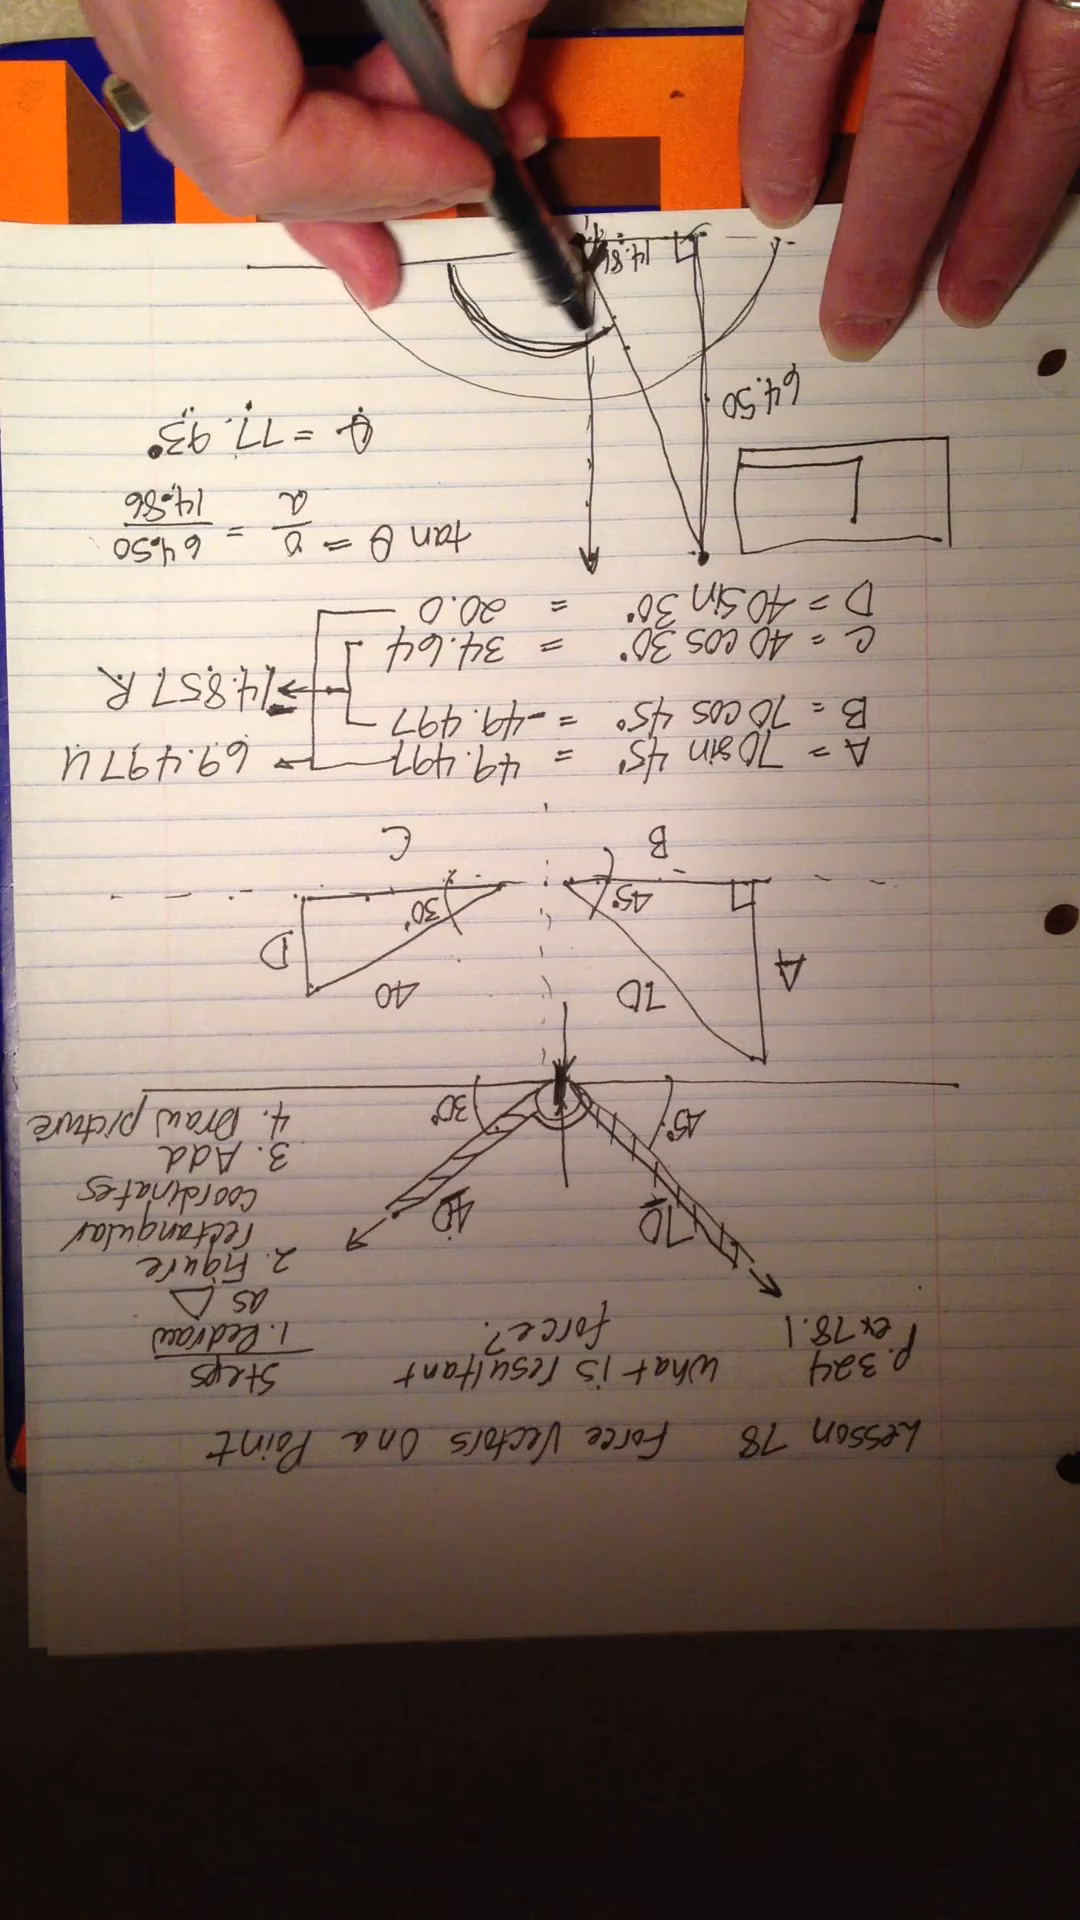 Lesson 78 Force Vectors On a Point
p.324 What is resultant
ex 78.1 force?
Steps
1. Redraw
as
2. Figure
rectangular
coordinates
3. Add
4. Draw picture
70
40
45°
30°
A
70
45°
B
40
30°
D
C
A = 70 sin 45° = 49.497
69.497 U
B = 70 cos 45° = -49.497
14.857 R
C = 40 cos 30° = 34.64
D = 40 sin 30° = 20.0
tan θ = o/a = 64.50/14.86
θ = 77.93°
64.50
14.86